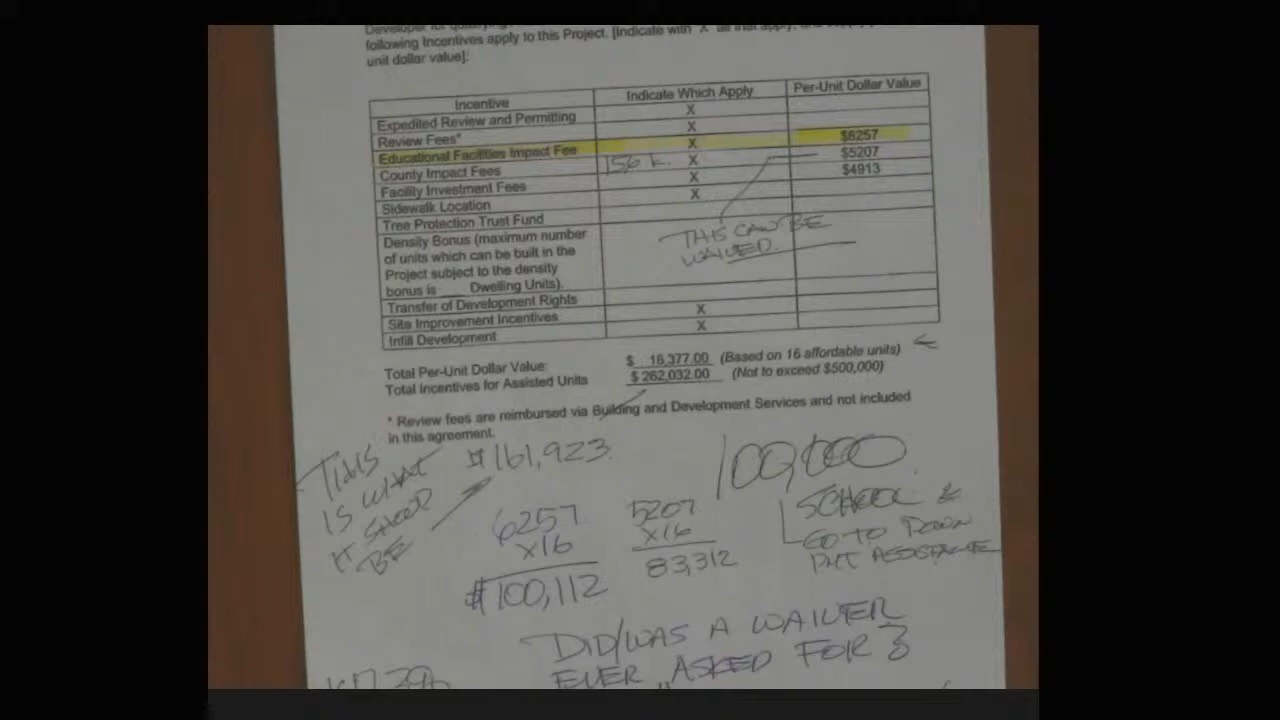 following Incentives apply to this Project. [Indicate with "X"
unit dollar value]:
Incentive Indicate Which Apply Per-Unit Dollar Value
Expedited Review and Permitting X
Review Fees* X
Educational Facilities Impact Fee X $6257
County Impact Fees 156 k. X $5207
Facility Investment Fees X $4913
Sidewalk Location X
Tree Protection Trust Fund
Density Bonus (maximum number
of units which can be built in the
Project subject to the density
bonus is ___ Dwelling Units).
THIS CAN BE
WAIVED.
Transfer of Development Rights
Site Improvement Incentives X
Infill Development X
Total Per-Unit Dollar Value: $ 16,377.00 (Based on 16 affordable units)
Total Incentives for Assisted Units $ 262,032.00 (Not to exceed $500,000)
* Review fees are reimbursed via Building and Development Services and not included
in this agreement.
THIS
IS WHAT
IT SHOULD
BE
$161,923.
100,000
6257
x16
$100,112
5207
x16
83,312
SCHOOL &
GO TO DOWN
PMT ASSISTANCE
DID/WAS A WAIVER
EVER ASKED FOR?